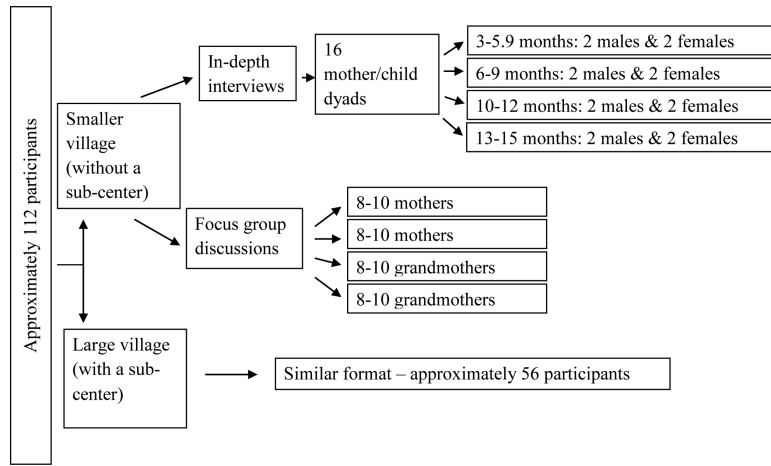 Approximately 112 participants
Smaller
village
(without a
sub-center)
In-depth
interviews
16
mother/child
dyads
3-5.9 months: 2 males & 2 females
6-9 months: 2 males & 2 females
10-12 months: 2 males & 2 females
13-15 months: 2 males & 2 females
Focus group
discussions
8-10 mothers
8-10 mothers
8-10 grandmothers
8-10 grandmothers
Large village
(with a sub-
center)
Similar format – approximately 56 participants